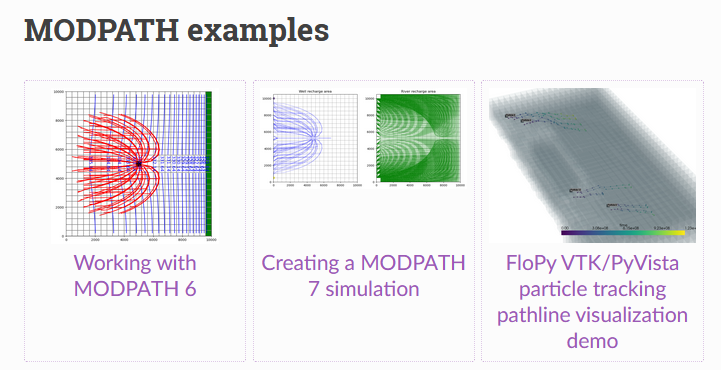 MODPATH examples
Well recharge area
River recharge area
Working with
MODPATH 6
Creating a MODPATH
7 simulation
FloPy VTK/PyVista
particle tracking
pathline visualization
demo